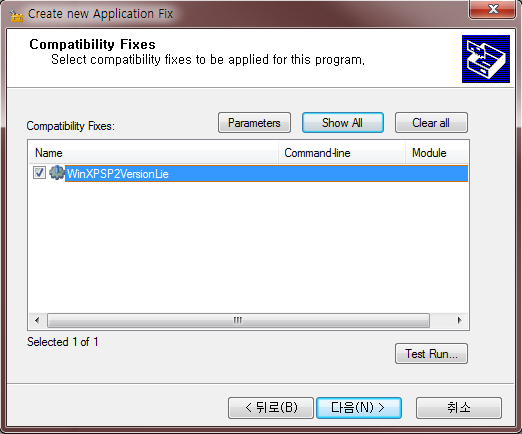 Create new Application Fix
Compatibility Fixes
Select compatibility fixes to be applied for this program.
Compatibility Fixes:
Parameters
Show All
Clear all
Name Command-line Module
WinXPSP2VersionLie
Selected 1 of 1
Test Run...
< 뒤로(B)
다음(N) >
취소